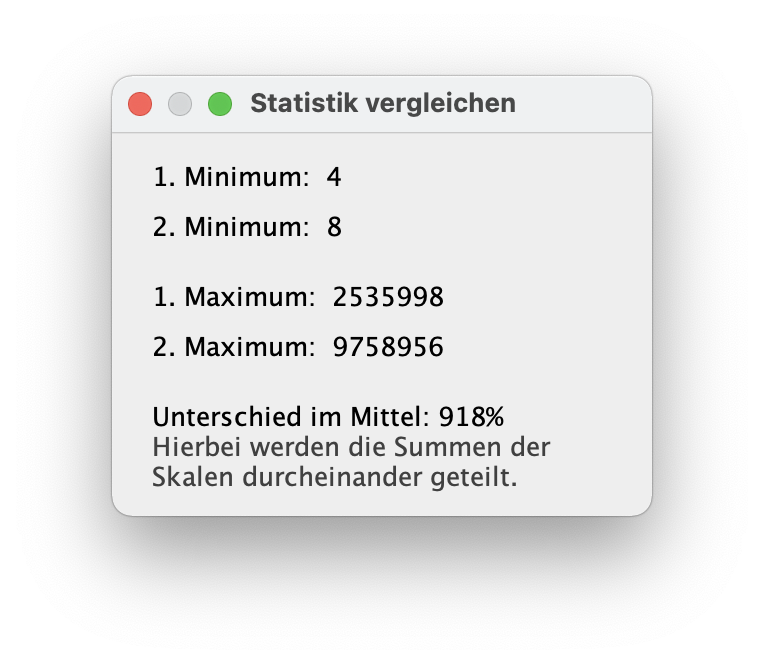 Statistik vergleichen
1. Minimum: 4
2. Minimum: 8
1. Maximum: 2535998
2. Maximum: 9758956
Unterschied im Mittel: 918%
Hierbei werden die Summen der
Skalen durcheinander geteilt.